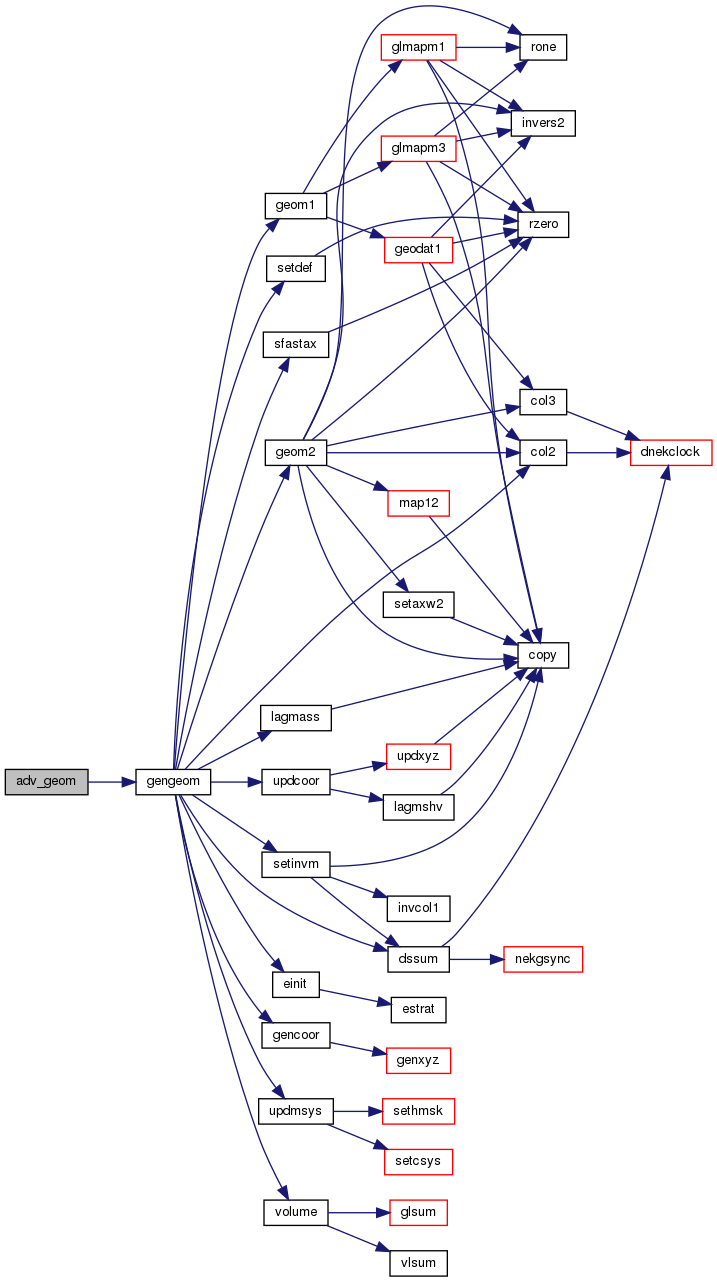 rone
glmapm1
invers2
glmapm3
geom1
rzero
geodat1
setdef
sfastax
col3
geom2
col2
dnekclock
map12
setaxw2
copy
lagmass
updxyz
adv_geom
gengeom
updcoor
lagmshv
setinvm
invcol1
dssum
nekgsync
einit
estrat
gencoor
genxyz
updmsys
sethmsk
setcsys
volume
glsum
vlsum